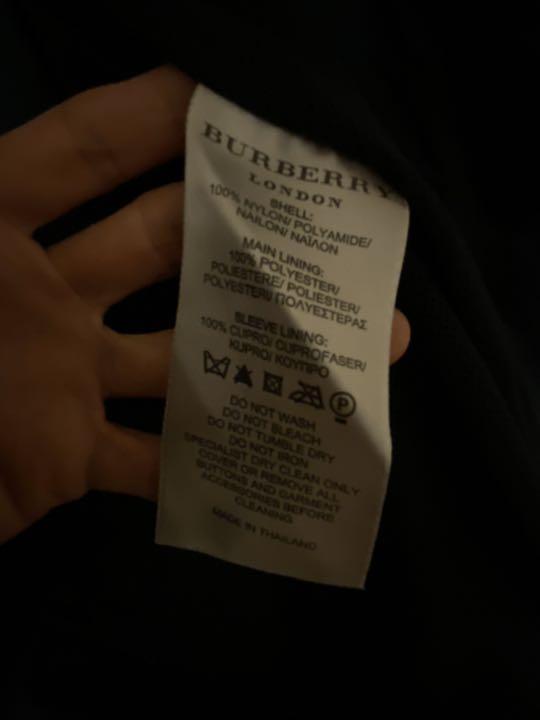 BURBERRY
LONDON
SHELL:
100% NYLON/ POLYAMIDE/
NAILON/ ΝΑΪΛΟΝ
MAIN LINING:
100% POLYESTER/
POLIESTERE/ POLIESTER/
POLYESTERI/ ΠΟΛΥΕΣΤΕΡΑΣ
SLEEVE LINING:
100% CUPRO/ CUPROFASER/
KUPRO/ ΚΟΥΠΡΟ
P
DO NOT WASH
DO NOT BLEACH
DO NOT TUMBLE DRY
DO NOT IRON
SPECIALIST DRY CLEAN ONLY
COVER OR REMOVE ALL
BUTTONS AND GARMENT
ACCESSORIES BEFORE
CLEANING
MADE IN THAILAND